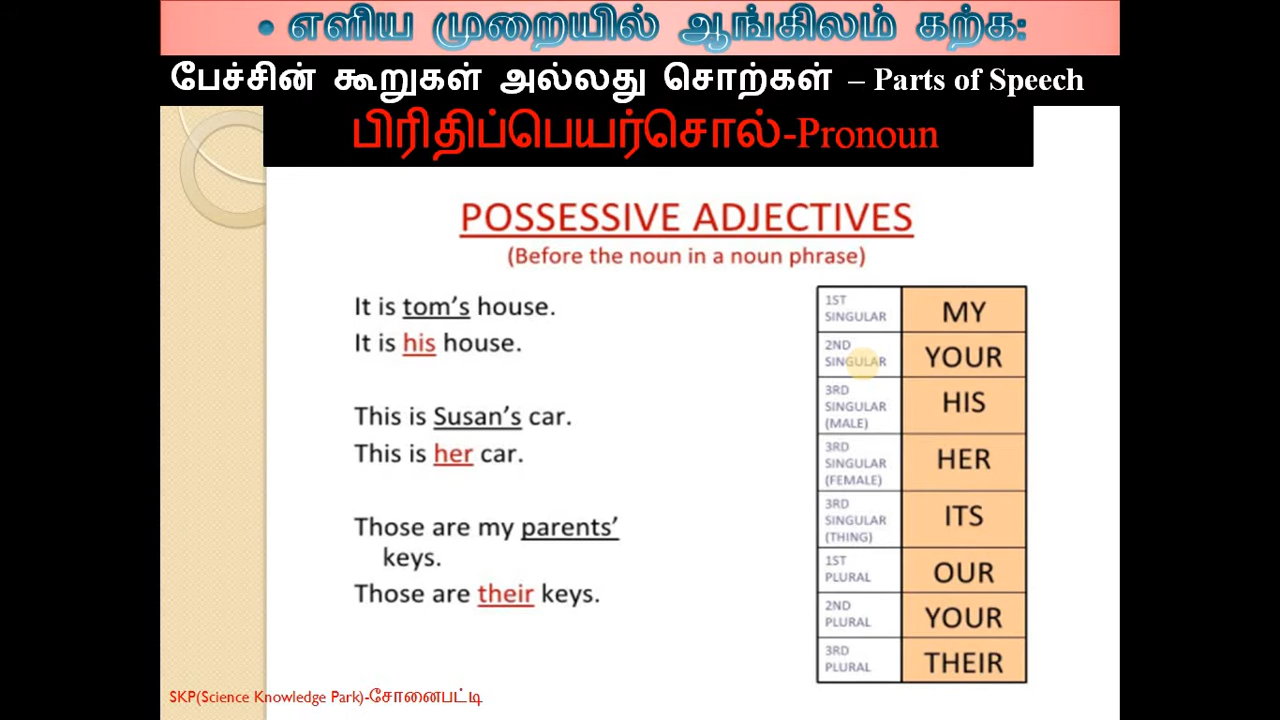 • எளிய முறையில் ஆங்கிலம் கற்க:
பேச்சின் கூறுகள் அல்லது சொற்கள் – Parts of Speech
பிரிதிப்பெயர்சொல்-Pronoun
POSSESSIVE ADJECTIVES
(Before the noun in a noun phrase)
It is tom's house.
It is his house.
This is Susan's car.
This is her car.
Those are my parents'
keys.
Those are their keys.
1ST
SINGULAR
MY
2ND
SINGULAR
YOUR
3RD
SINGULAR
(MALE)
HIS
3RD
SINGULAR
(FEMALE)
HER
3RD
SINGULAR
(THING)
ITS
1ST
PLURAL
OUR
2ND
PLURAL
YOUR
3RD
PLURAL
THEIR
SKP(Science Knowledge Park)-சோனைபட்டி